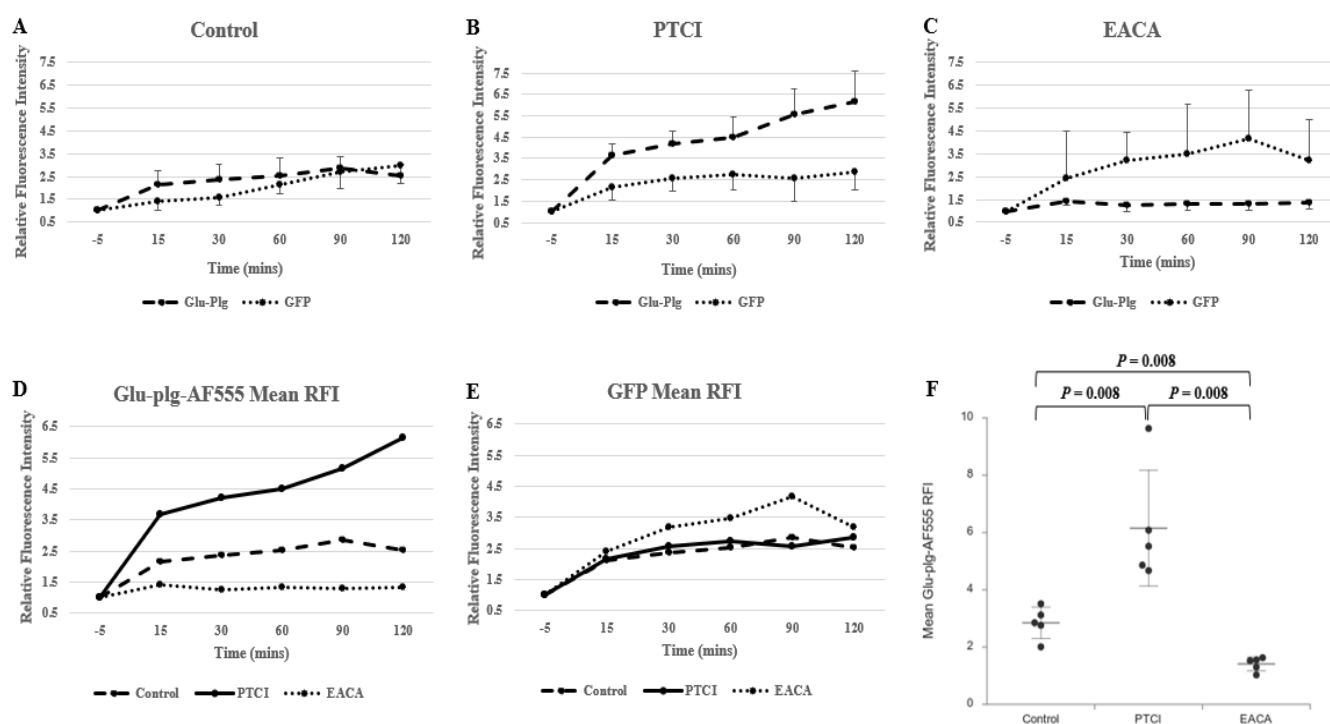 A
Control
Relative Fluorescence Intensity
7.5
6.5
5.5
4.5
3.5
2.5
1.5
0.5
-5 15 30 60 90 120
Time (mins)
Glu-Plg GFP
B
PTCI
Relative Fluorescence Intensity
7.5
6.5
5.5
4.5
3.5
2.5
1.5
0.5
-5 15 30 60 90 120
Time (mins)
Glu-Plg GFP
C
EACA
Relative Fluorescence Intensity
7.5
6.5
5.5
4.5
3.5
2.5
1.5
0.5
-5 15 30 60 90 120
Time (mins)
Glu-Plg GFP
D
Glu-plg-AF555 Mean RFI
Relative Fluorescence Intensity
6.5
5.5
4.5
3.5
2.5
1.5
0.5
-5 15 30 60 90 120
Time (mins)
Control PTCI EACA
E
GFP Mean RFI
Relative Fluorescence Intensity
6.5
5.5
4.5
3.5
2.5
1.5
0.5
-5 15 30 60 90 120
Time (mins)
Control PTCI EACA
F
P = 0.008
P = 0.008 P = 0.008
Mean Glu-plg-AF555 RFI
10
8
6
4
2
0
Control PTCI EACA